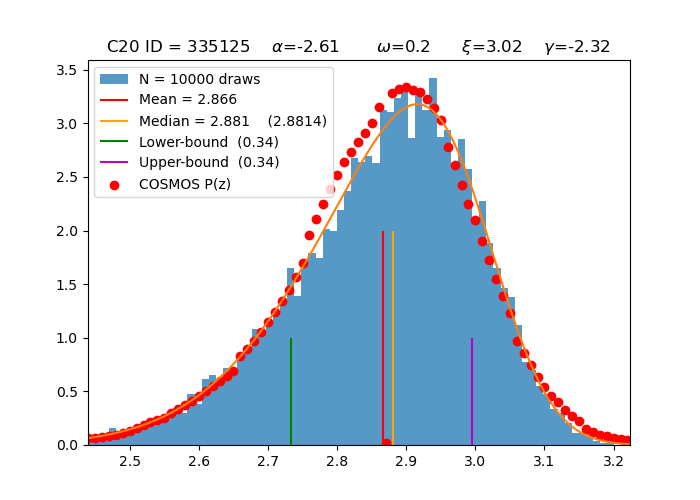 C20 ID = 335125 α=-2.61 ω=0.2 ξ=3.02 γ=-2.32
N = 10000 draws
Mean = 2.866
Median = 2.881 (2.8814)
Lower-bound (0.34)
Upper-bound (0.34)
COSMOS P(z)
3.5
3.0
2.5
2.0
1.5
1.0
0.5
0.0
2.5 2.6 2.7 2.8 2.9 3.0 3.1 3.2